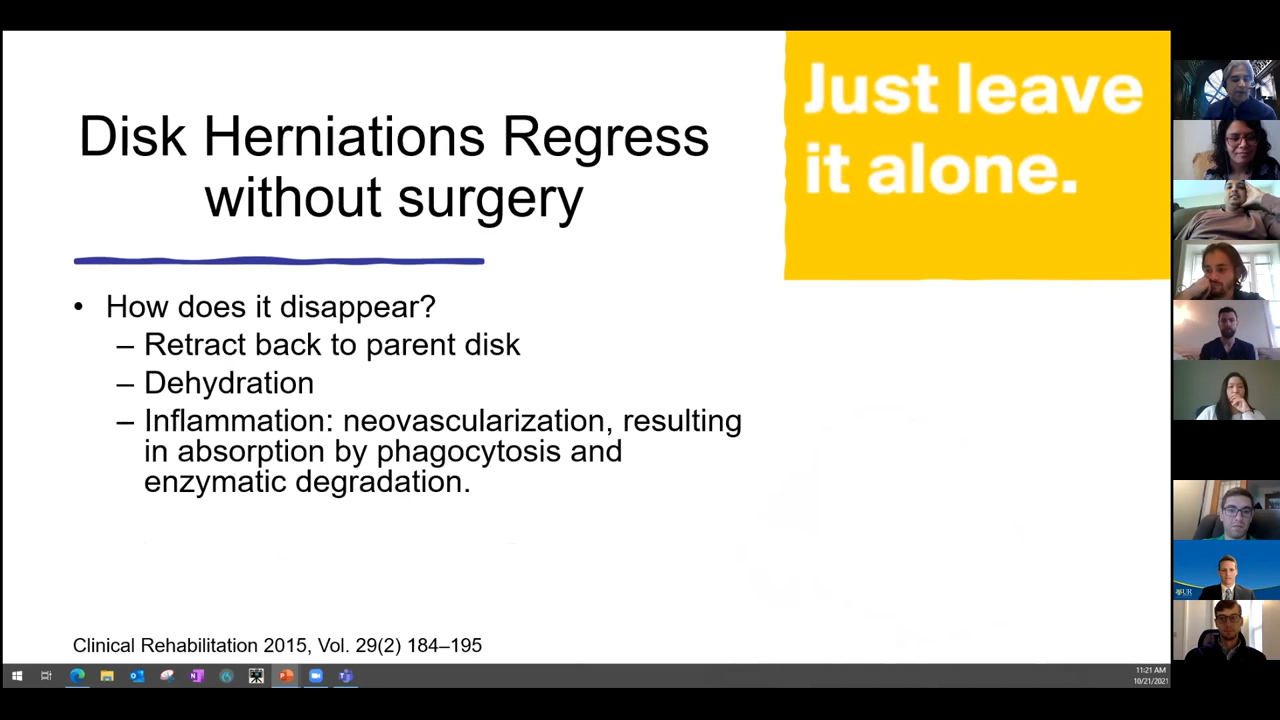 Just leave
it alone.
Disk Herniations Regress
without surgery
• How does it disappear?
– Retract back to parent disk
– Dehydration
– Inflammation: neovascularization, resulting
in absorption by phagocytosis and
enzymatic degradation.
Clinical Rehabilitation 2015, Vol. 29(2) 184–195
11:21 AM
10/21/2021
UR